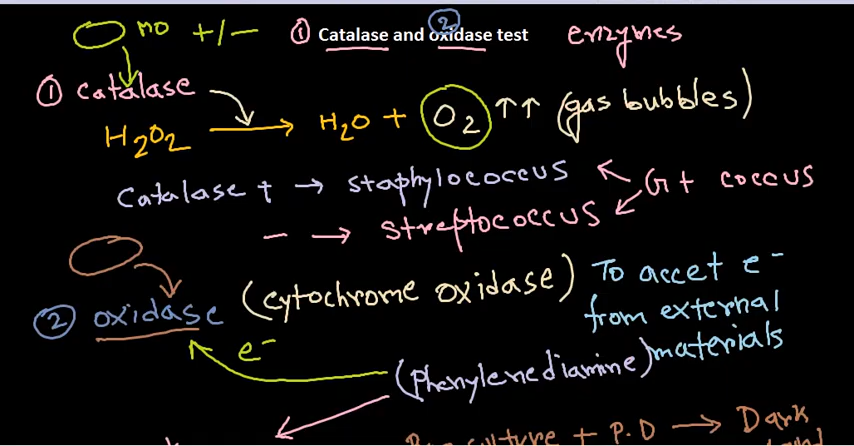 mo +/- ① Catalase and oxidase test ② enzymes
① Catalase
H2O2 → H2O + O2 ↑↑ (gas bubbles)
Catalase + → staphylococcus G+ coccus
− → streptococcus
② oxidase (cytochrome oxidase) To accet e-
from external
materials
e-
(phenylenediamine)
culture + P.D → Dark